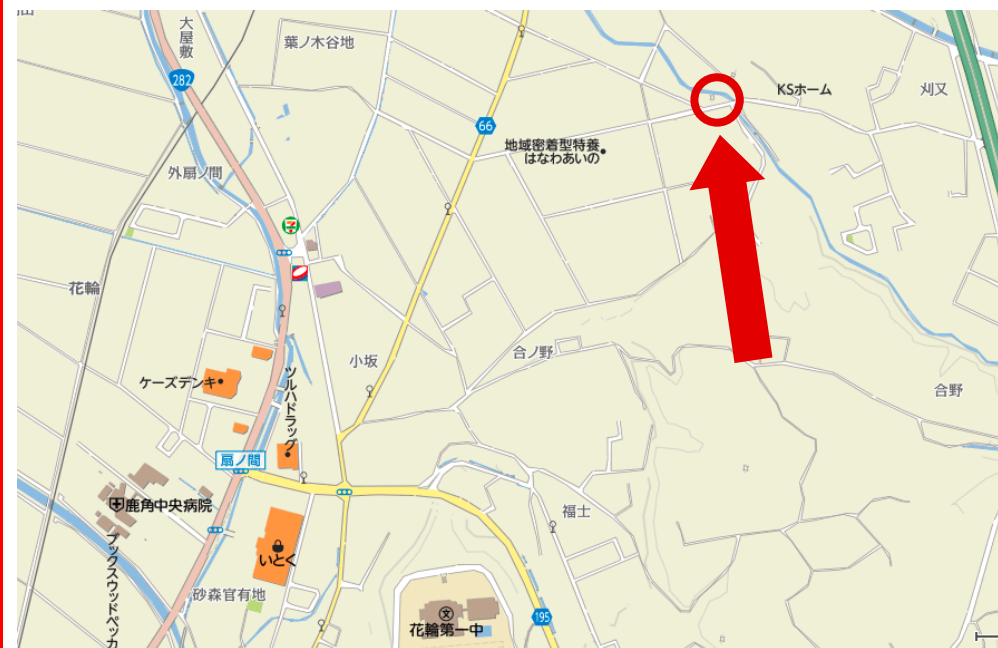 大屋敷
葉ノ木谷地
282
KSホーム
刈又
66
地域密着型特養
はなわあいの
外扇ノ間
7
花輪
小坂
合ノ野
ケーズデンキ
ツルハドラッグ
合野
扇ノ間
鹿角中央病院
福士
いとく
ブックスウッドペッカ
砂森官有地
文
花輪第一中
195